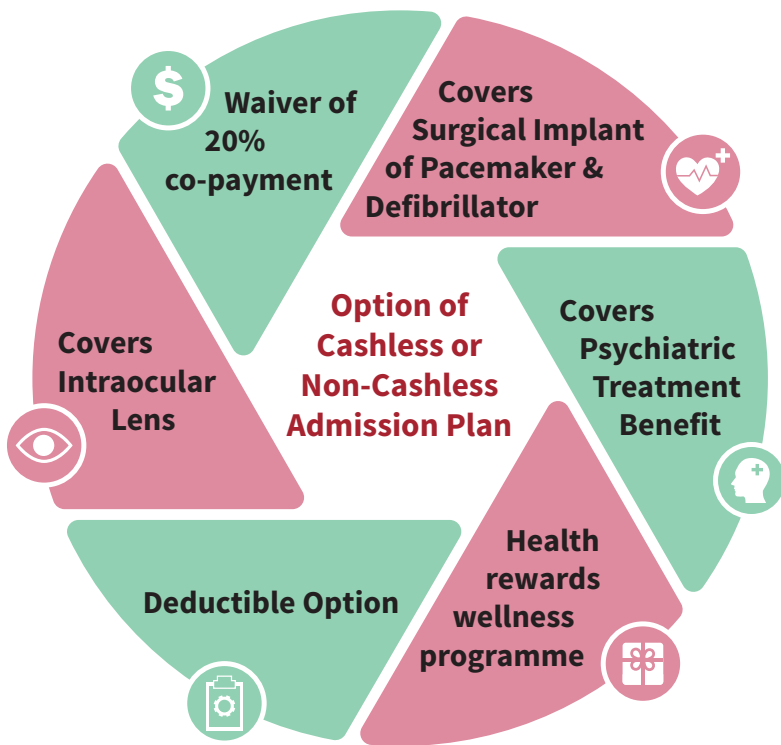 Waiver of
20%
co-payment
Covers
Surgical Implant
of Pacemaker &
Defibrillator
Covers
Psychiatric
Treatment
Benefit
Health
rewards
wellness
programme
Deductible Option
Covers
Intraocular
Lens
Option of
Cashless or
Non-Cashless
Admission Plan
$